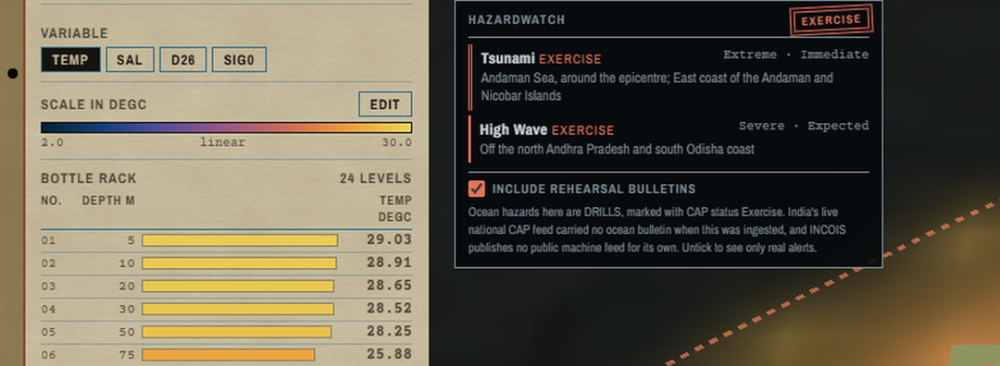 VARIABLE
TEMP SAL D26 SIG0
SCALE IN DEGC EDIT
2.0 linear 30.0
BOTTLE RACK 24 LEVELS
NO. DEPTH M TEMP
DEGC
01 5 29.03
02 10 28.91
03 20 28.65
04 30 28.52
05 50 28.25
06 75 25.88
HAZARDWATCH EXERCISE
Tsunami EXERCISE Extreme · Immediate
Andaman Sea, around the epicentre; East coast of the Andaman and
Nicobar Islands
High Wave EXERCISE Severe · Expected
Off the north Andhra Pradesh and south Odisha coast
INCLUDE REHEARSAL BULLETINS
Ocean hazards here are DRILLS, marked with CAP status Exercise. India's live
national CAP feed carried no ocean bulletin when this was ingested, and INCOIS
publishes no public machine feed for its own. Untick to see only real alerts.